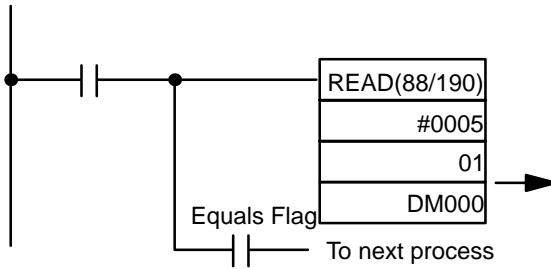 READ(88/190)
#0005
01
DM000
Equals Flag
To next process